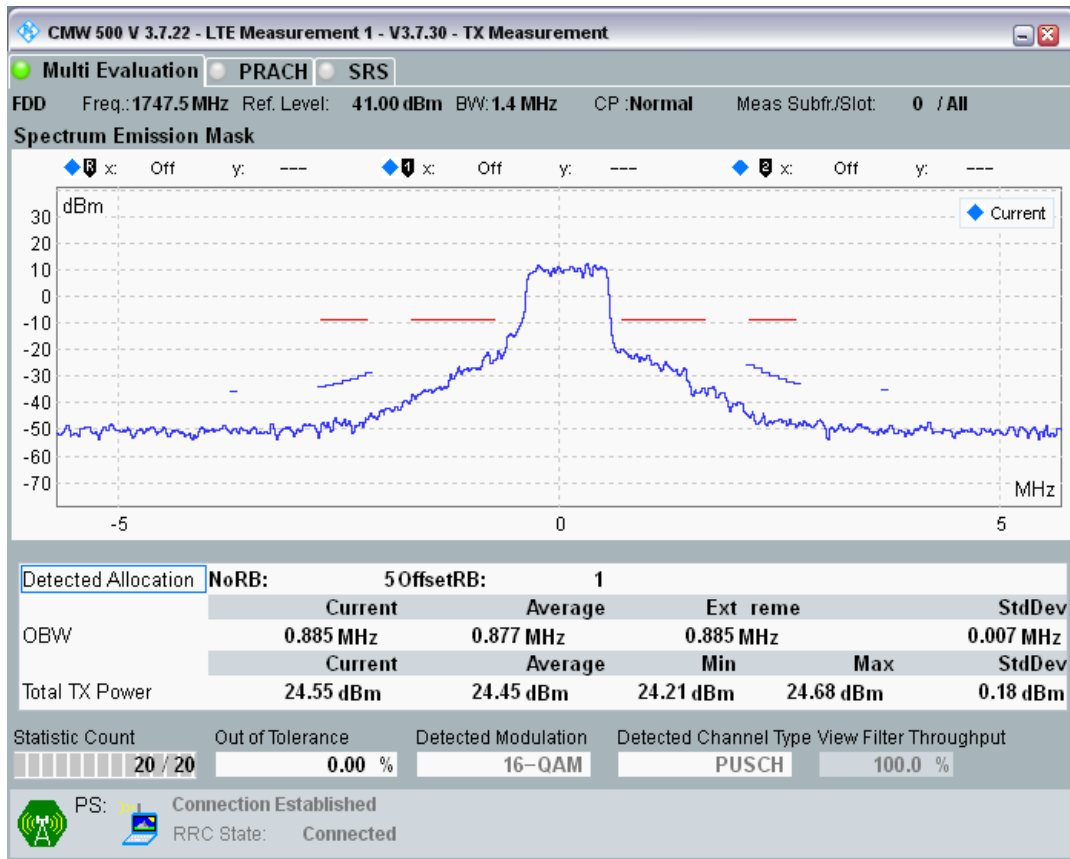 CMW 500 V 3.7.22 - LTE Measurement 1 - V3.7.30 - TX Measurement
Multi Evaluation PRACH SRS
FDD Freq.: 1747.5 MHz Ref. Level: 41.00 dBm BW: 1.4 MHz CP :Normal Meas Subfr./Slot: 0 / All
Spectrum Emission Mask
R x: Off y: --- 1 x: Off y: --- 2 x: Off y: ---
dBm
Current
30
20
10
0
-10
-20
-30
-40
-50
-60
-70
MHz
-5 0 5
Detected Allocation NoRB: 5 OffsetRB: 1
Current Average Ext reme StdDev
OBW 0.885 MHz 0.877 MHz 0.885 MHz 0.007 MHz
Current Average Min Max StdDev
Total TX Power 24.55 dBm 24.45 dBm 24.21 dBm 24.68 dBm 0.18 dBm
Statistic Count Out of Tolerance Detected Modulation Detected Channel Type View Filter Throughput
20 / 20 0.00 % 16-QAM PUSCH 100.0 %
PS: Connection Established
RRC State: Connected